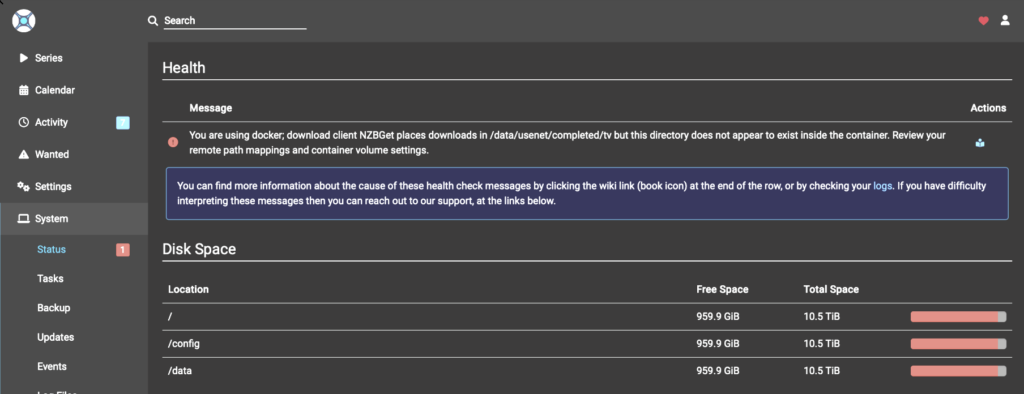 Search
Series
Calendar
Activity
Wanted
Settings
System
Status 1
Tasks
Backup
Updates
Events
Log Files
Health
Message Actions
You are using docker; download client NZBGet places downloads in /data/usenet/completed/tv but this directory does not appear to exist inside the container. Review your
remote path mappings and container volume settings.
You can find more information about the cause of these health check messages by clicking the wiki link (book icon) at the end of the row, or by checking your logs. If you have difficulty
interpreting these messages then you can reach out to our support, at the links below.
Disk Space
Location Free Space Total Space
/ 959.9 GiB 10.5 TiB
/config 959.9 GiB 10.5 TiB
/data 959.9 GiB 10.5 TiB